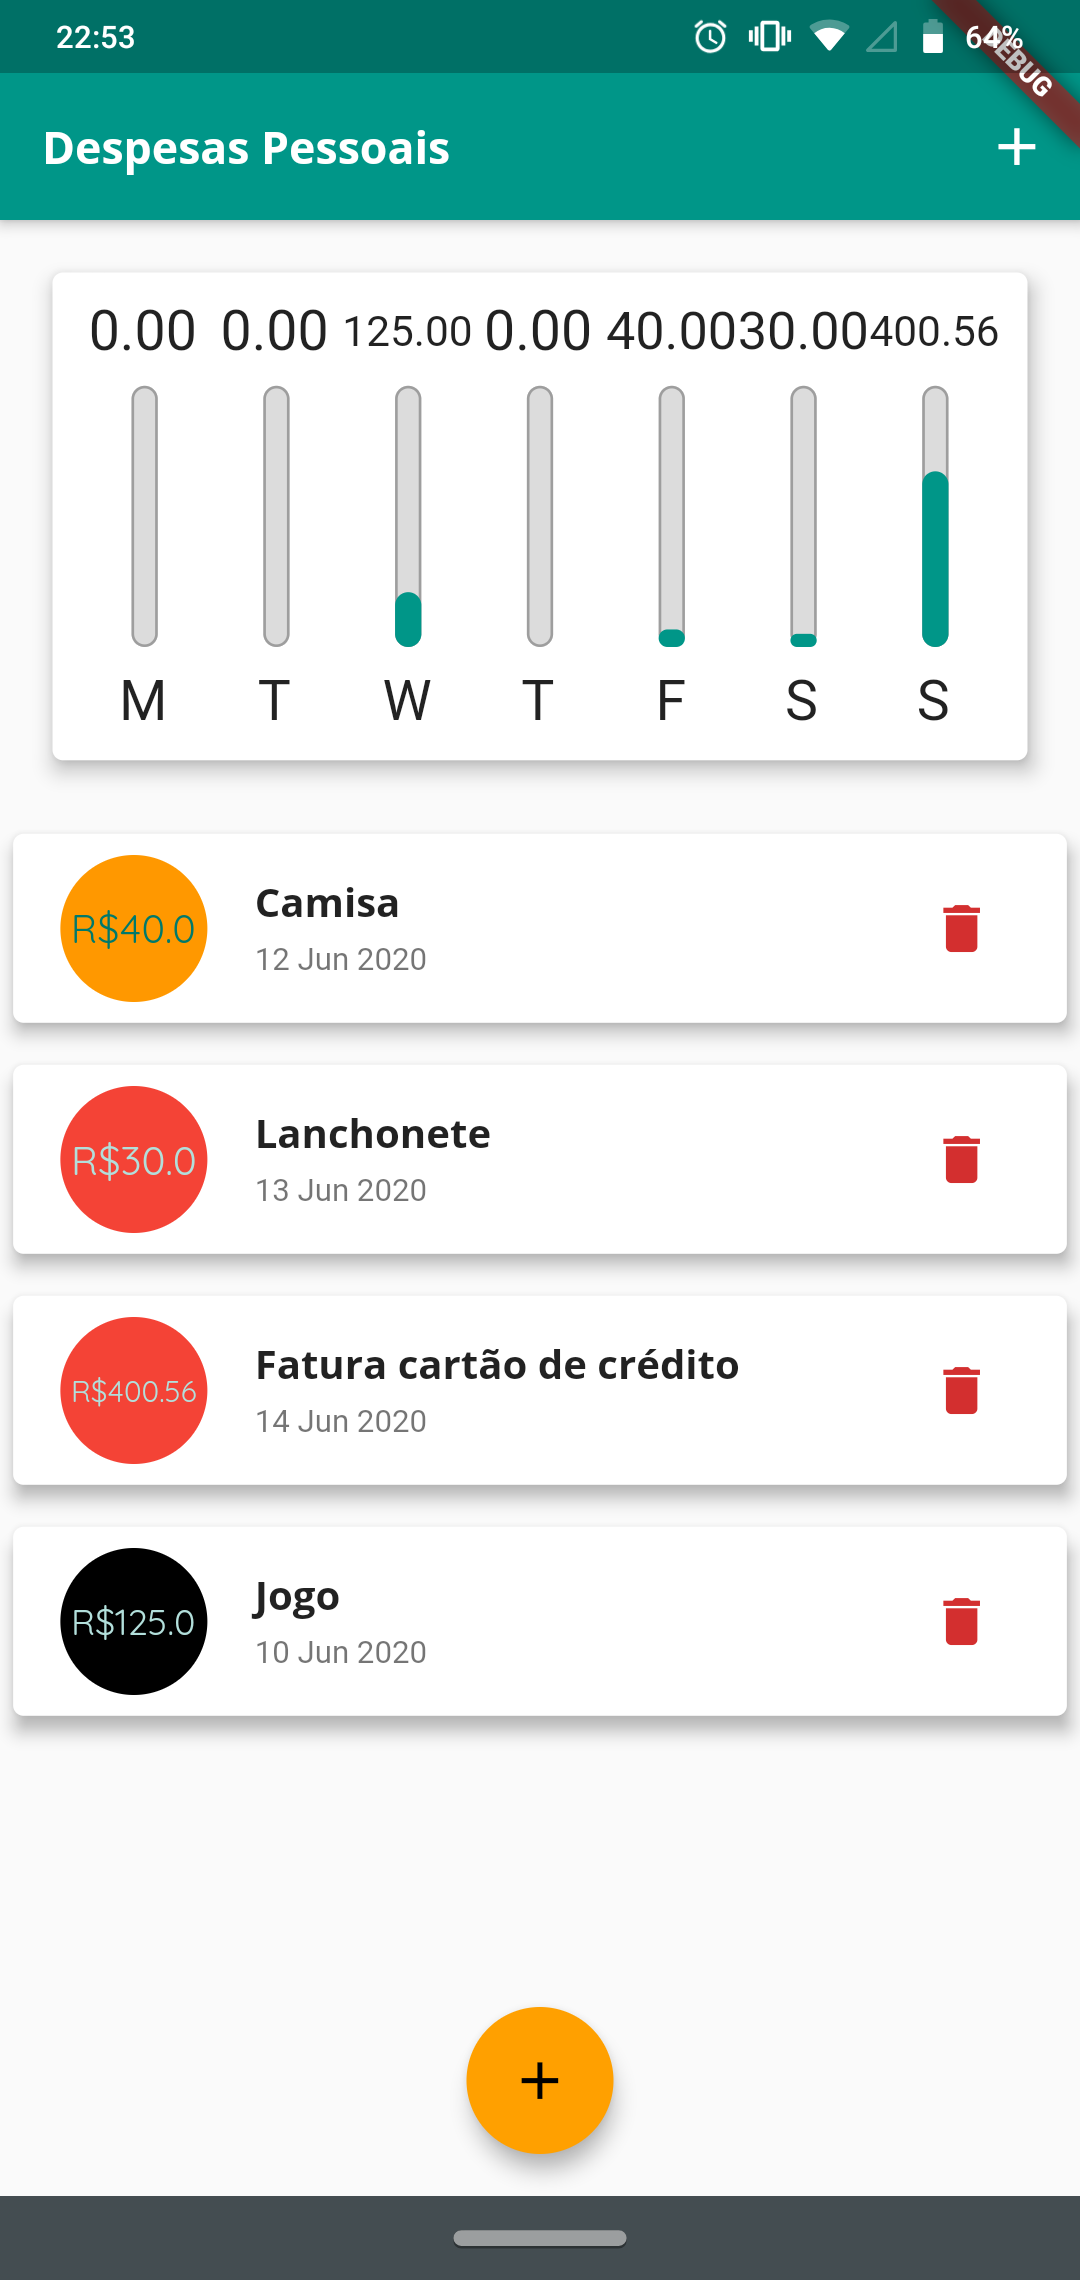 22:53
64%
DEBUG
Despesas Pessoais
0.00 0.00 125.00 0.00 40.00 30.00 400.56
M T W T F S S
R$40.0
Camisa
12 Jun 2020
R$30.0
Lanchonete
13 Jun 2020
R$400.56
Fatura cartão de crédito
14 Jun 2020
R$125.0
Jogo
10 Jun 2020